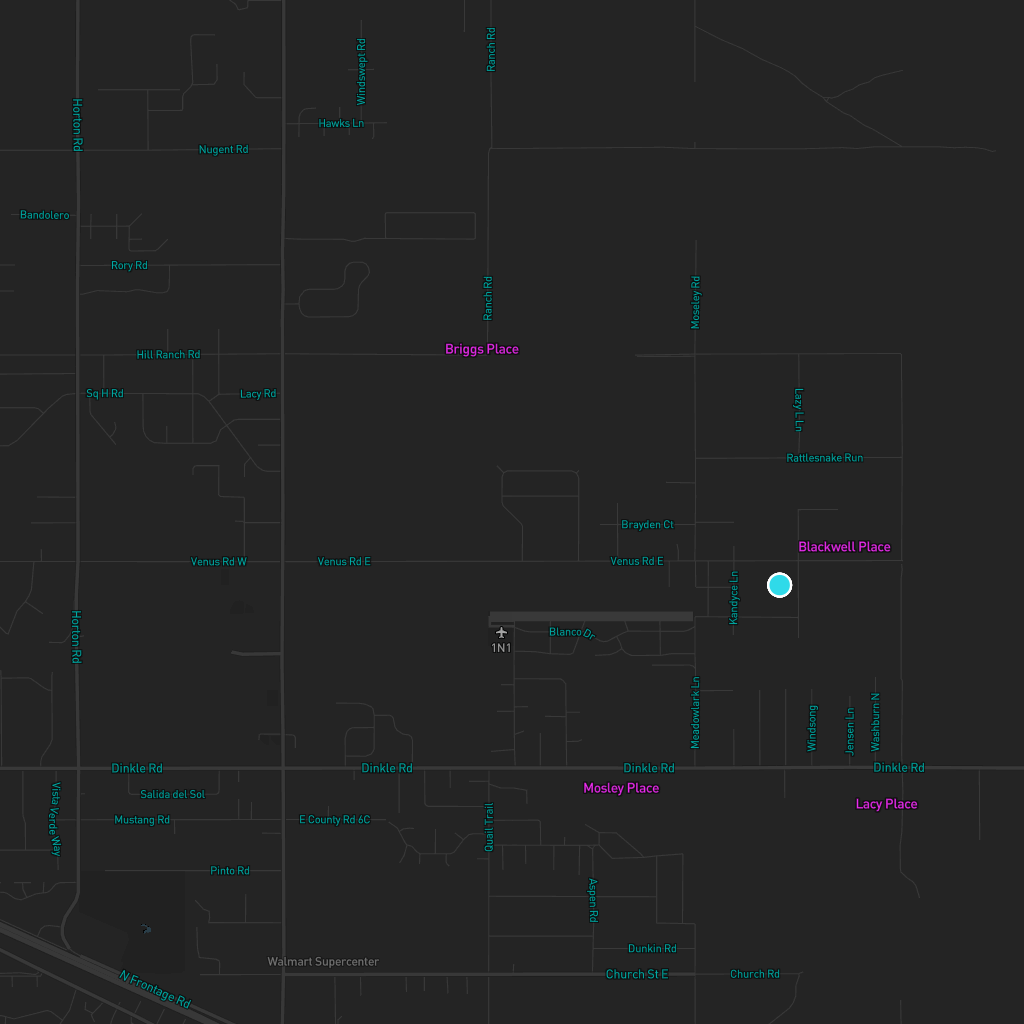 Ranch Rd
Windswept Rd
Horton Rd
Hawks Ln
Nugent Rd
Bandolero
Rory Rd
Ranch Rd
Moseley Rd
Briggs Place
Hill Ranch Rd
Sq H Rd
Lacy Rd
Lazy L Ln
Rattlesnake Run
Brayden Ct
Blackwell Place
Venus Rd W
Venus Rd E
Venus Rd E
Kandyce Ln
Horton Rd
Blanco Dr
1N1
Meadowlark Ln
Windsong
Jensen Ln
Washburn N
Dinkle Rd
Dinkle Rd
Dinkle Rd
Dinkle Rd
Mosley Place
Salida del Sol
Lacy Place
Vista Verde Way
Mustang Rd
E County Rd 6C
Quail Trail
Pinto Rd
Aspen Rd
Dunkin Rd
Walmart Supercenter
Church St E
Church Rd
N Frontage Rd